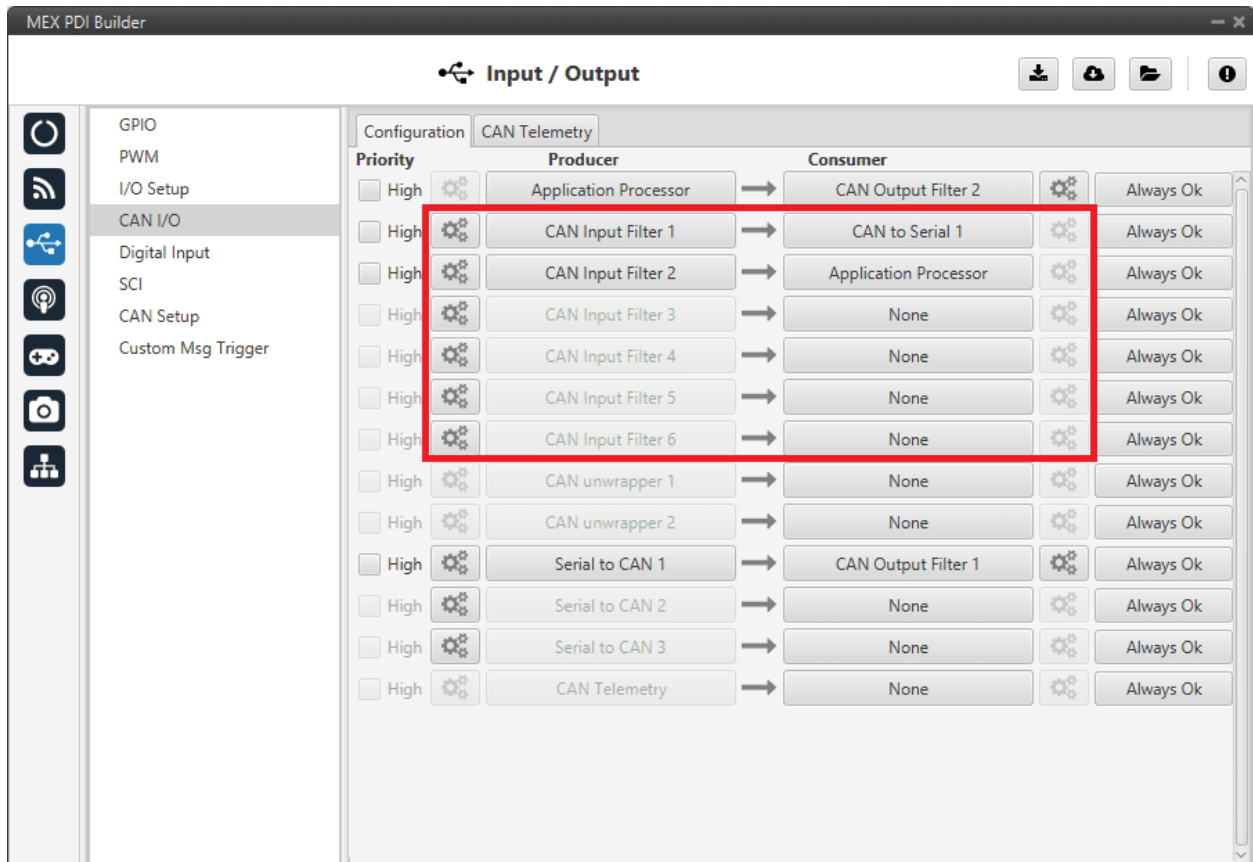 MEX PDI Builder
Input / Output
GPIO
PWM
I/O Setup
CAN I/O
Digital Input
SCI
CAN Setup
Custom Msg Trigger
Configuration CAN Telemetry
Priority Producer Consumer
High Application Processor CAN Output Filter 2 Always Ok
High CAN Input Filter 1 CAN to Serial 1 Always Ok
High CAN Input Filter 2 Application Processor Always Ok
High CAN Input Filter 3 None Always Ok
High CAN Input Filter 4 None Always Ok
High CAN Input Filter 5 None Always Ok
High CAN Input Filter 6 None Always Ok
High CAN unwrapper 1 None Always Ok
High CAN unwrapper 2 None Always Ok
High Serial to CAN 1 CAN Output Filter 1 Always Ok
High Serial to CAN 2 None Always Ok
High Serial to CAN 3 None Always Ok
High CAN Telemetry None Always Ok